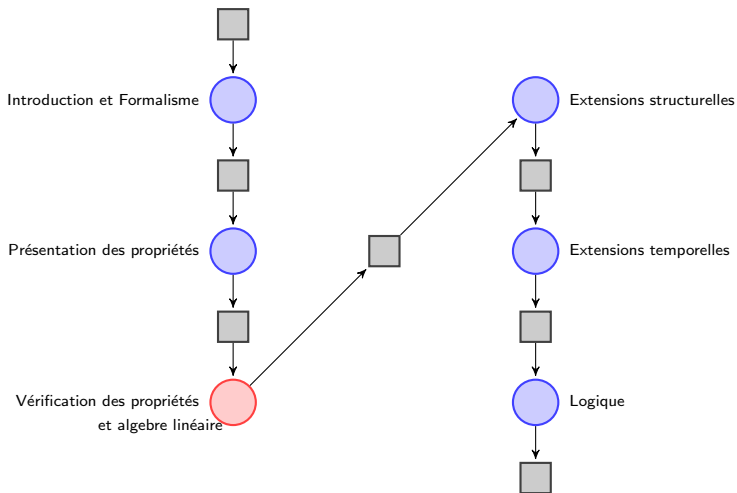 Introduction et Formalisme
Présentation des propriétés
Vérification des propriétés
et algebre linéaire
Extensions structurelles
Extensions temporelles
Logique